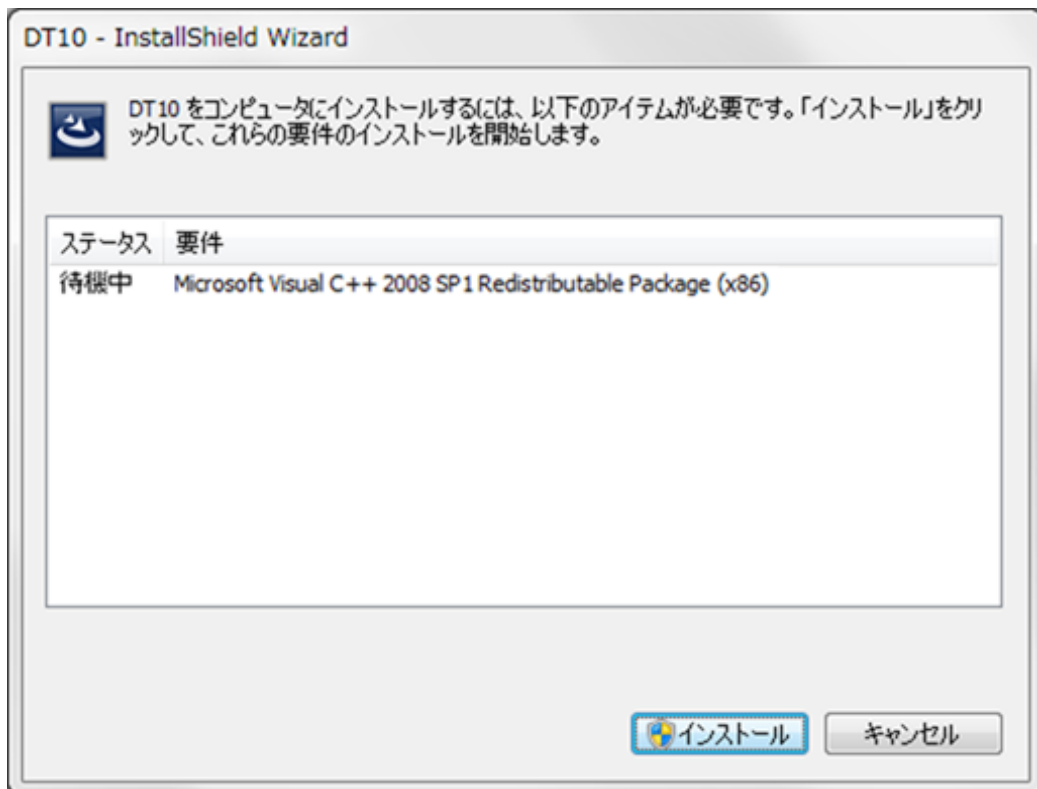 DT10 - InstallShield Wizard
DT10 をコンピュータにインストールするには、以下のアイテムが必要です。「インストール」をクリ
ックして、これらの要件のインストールを開始します。
ステータス 要件
待機中 Microsoft Visual C++ 2008 SP1 Redistributable Package (x86)
インストール キャンセル